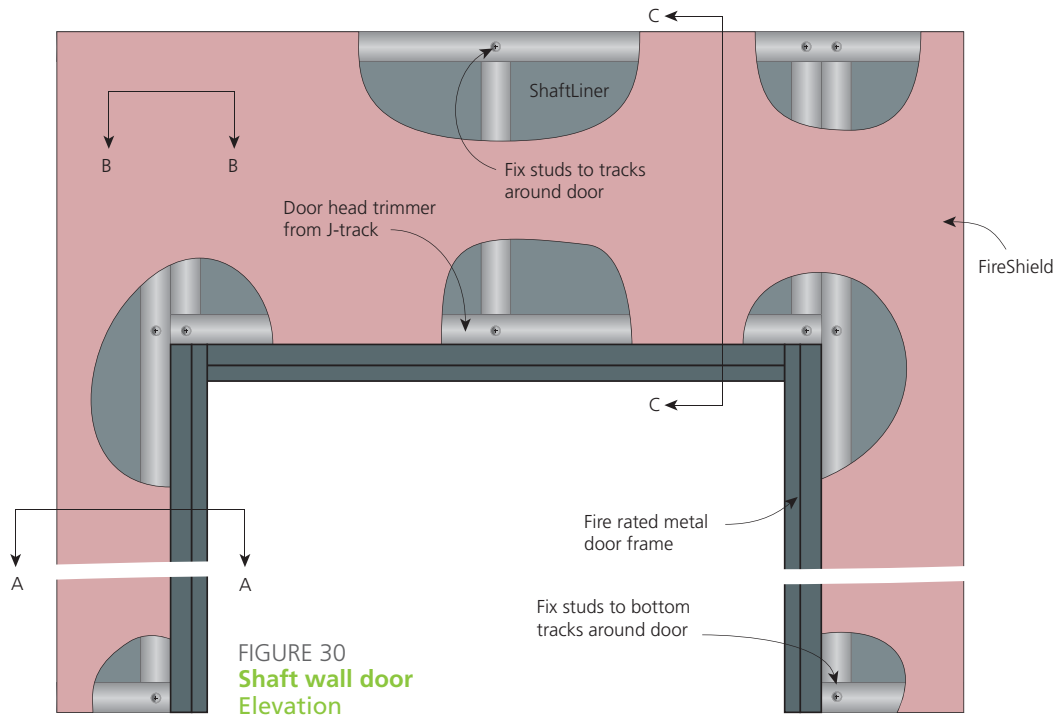 C
ShaftLiner
B
B
Fix studs to tracks
around door
Door head trimmer
from J-track
FireShield
C
Fire rated metal
door frame
A
A
Fix studs to bottom
tracks around door
FIGURE 30
Shaft wall door
Elevation